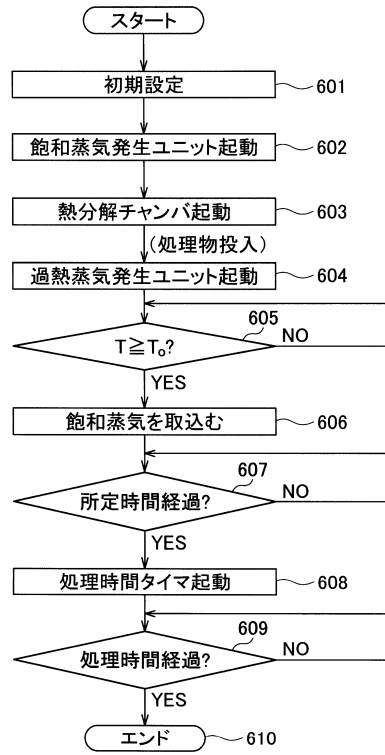 スタート
初期設定
601
飽和蒸気発生ユニット起動
602
熱分解チャンバ起動
603
(処理物投入)
過熱蒸気発生ユニット起動
604
605
T≧T₀?
NO
YES
飽和蒸気を取込む
606
607
所定時間経過?
NO
YES
処理時間タイマ起動
608
609
処理時間経過?
NO
YES
エンド
610